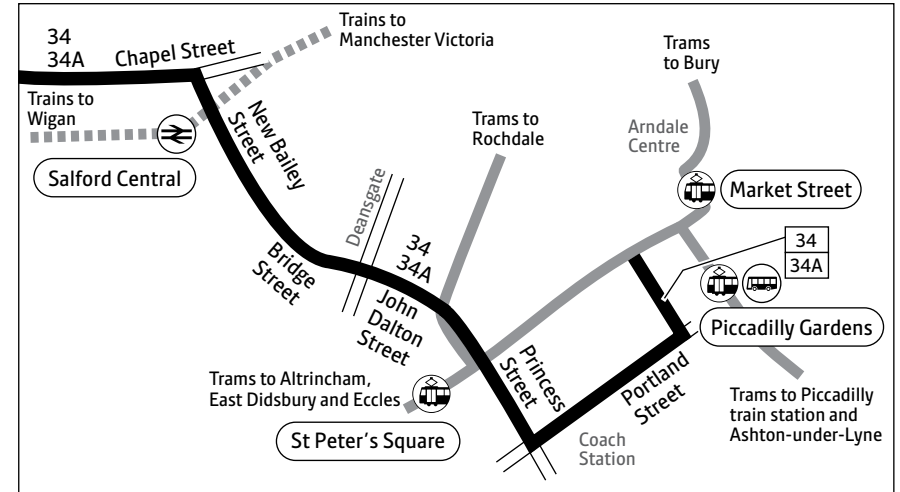 34
34A
Chapel Street
Trains to
Manchester Victoria
Trams
to Bury
Trains to
Wigan
New Bailey
Street
Trams to
Rochdale
Arndale
Centre
Salford Central
Deansgate
Market Street
34
34A
34
34A
Bridge
Street
John
Dalton
Street
Piccadilly Gardens
Princess
Street
Portland
Street
Trams to Altrincham,
East Didsbury and Eccles
Trams to Piccadilly
train station and
Ashton-under-Lyne
St Peter's Square
Coach
Station